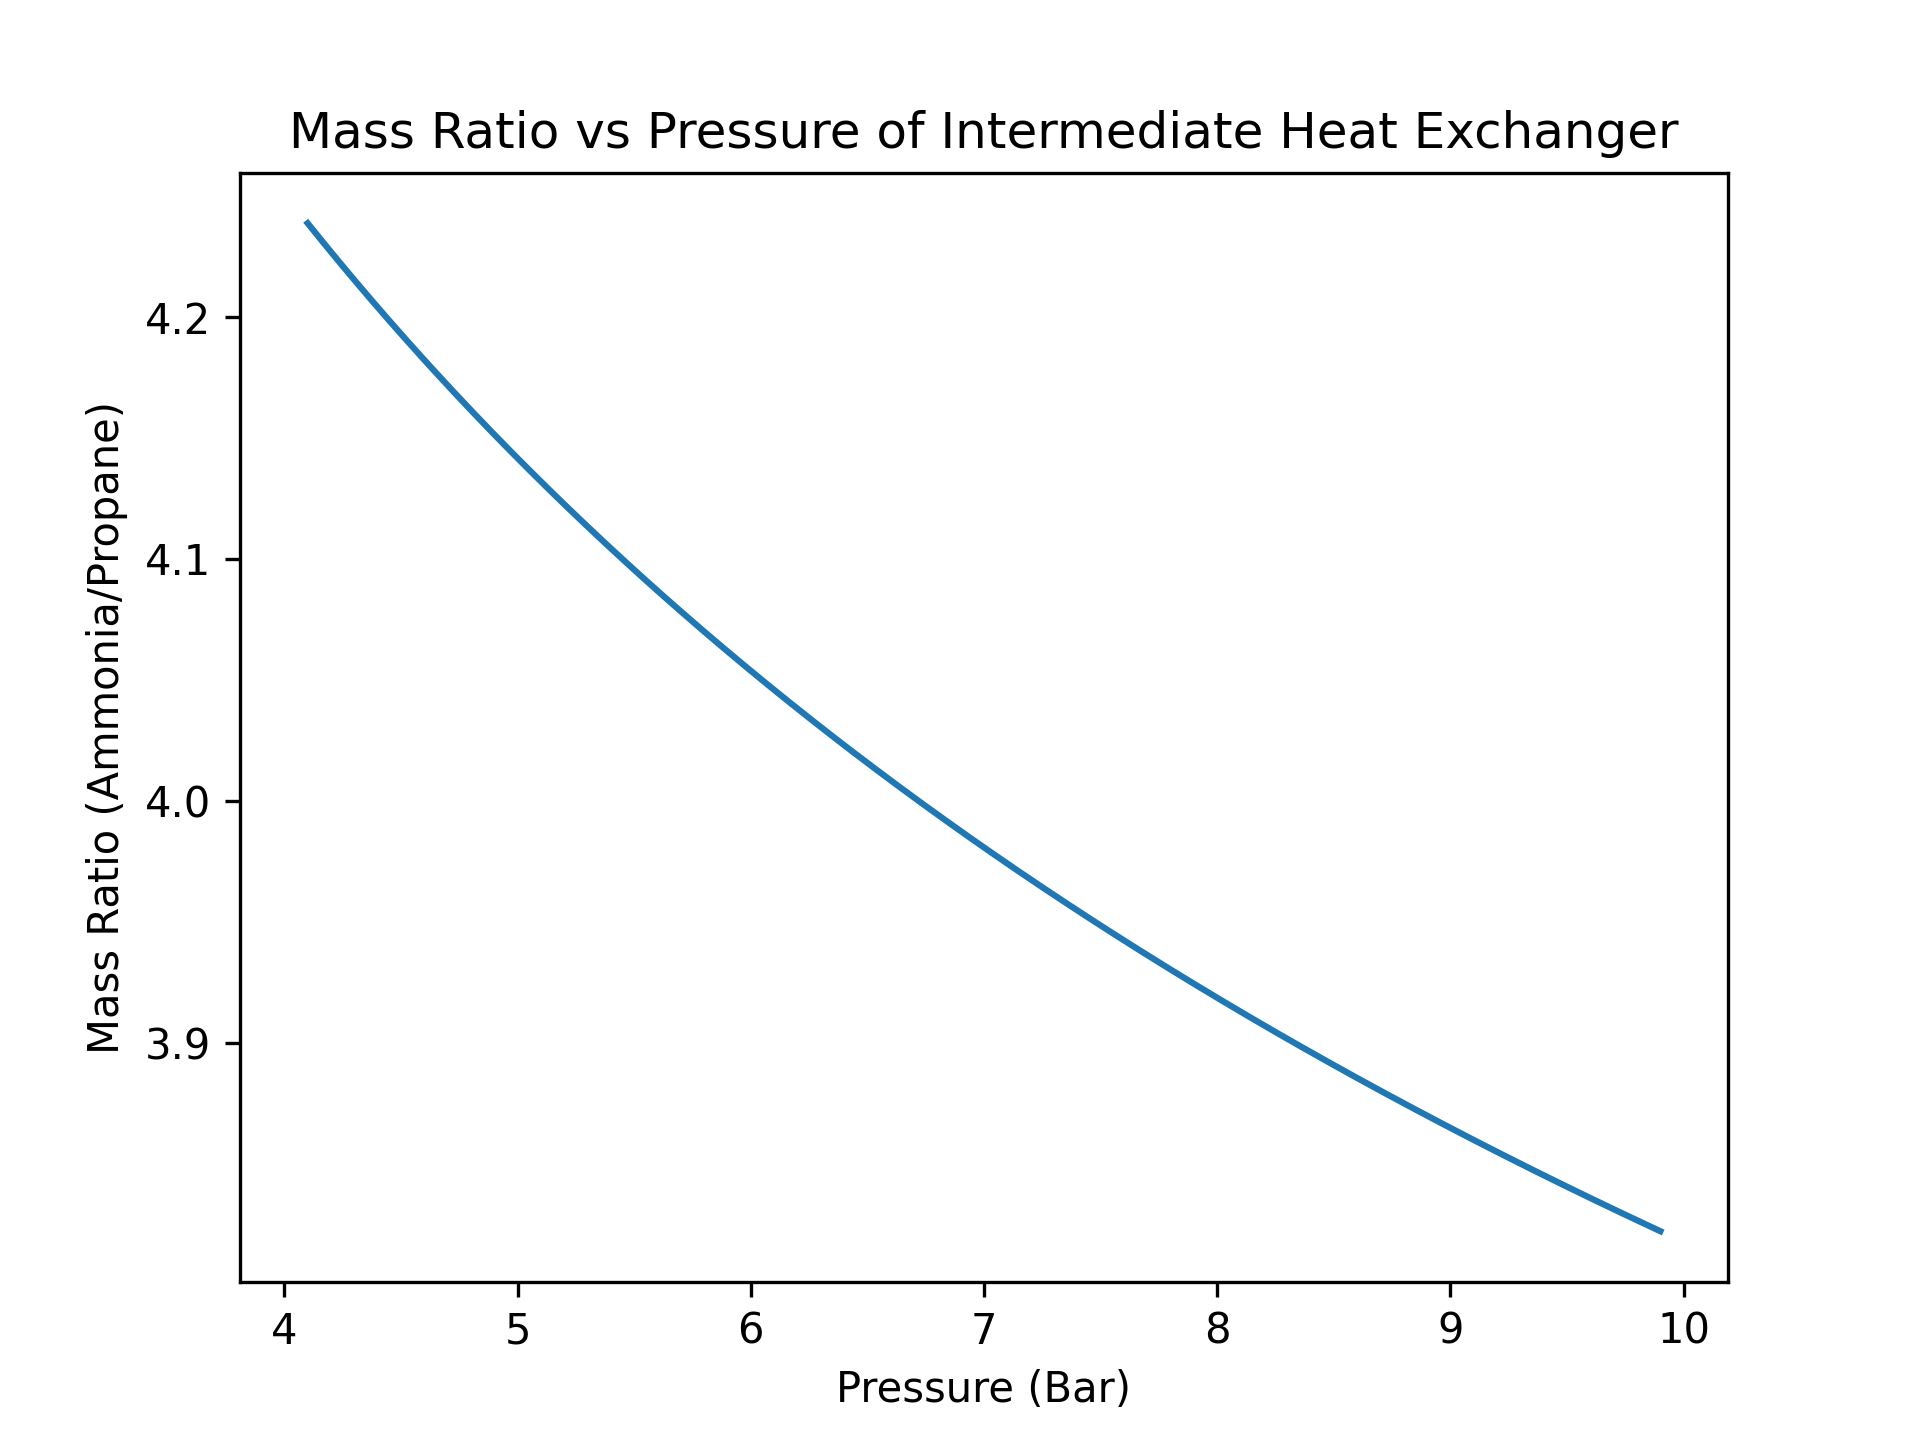 Mass Ratio vs Pressure of Intermediate Heat Exchanger
Mass Ratio (Ammonia/Propane)
4.2
4.1
4.0
3.9
4 5 6 7 8 9 10
Pressure (Bar)